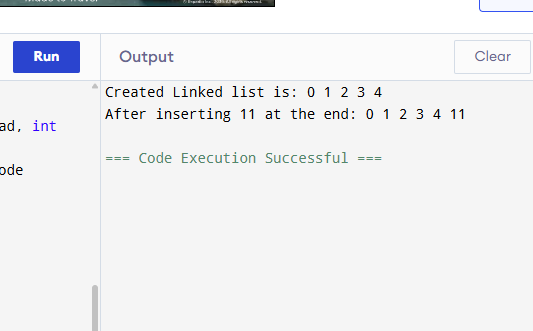 Run
Output
Clear
Created Linked list is: 0 1 2 3 4
After inserting 11 at the end: 0 1 2 3 4 11
ad, int
=== Code Execution Successful ===
ode